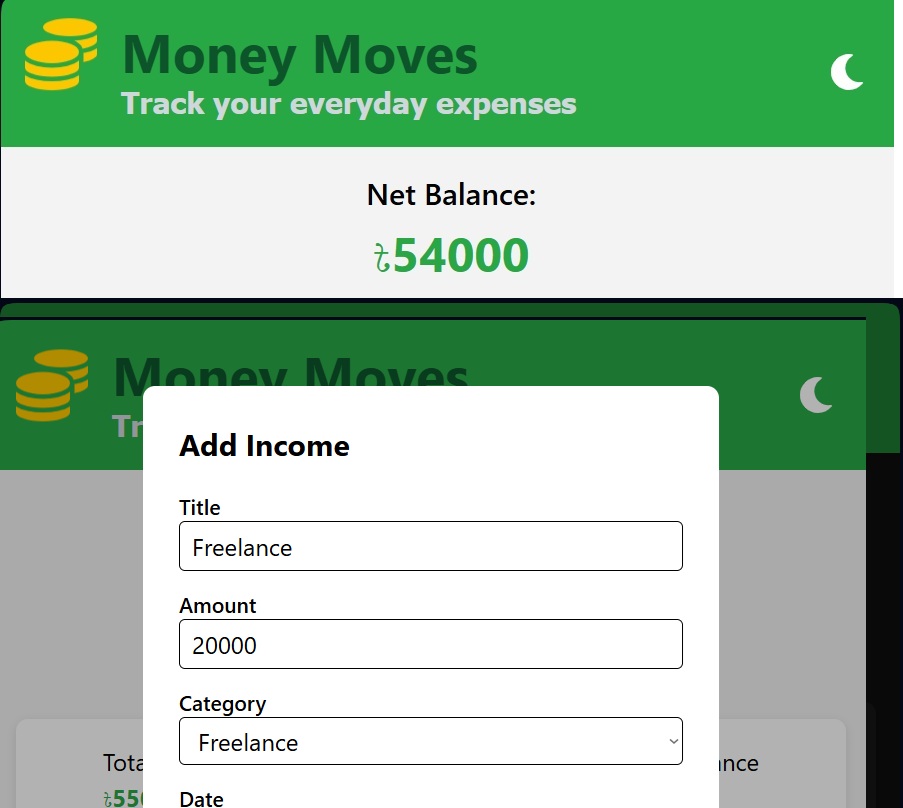 Money Moves
Track your everyday expenses
Net Balance:
৳54000
Money Moves
Tr
Add Income
Title
Freelance
Amount
20000
Category
Freelance
Tota
nce
৳55
Date